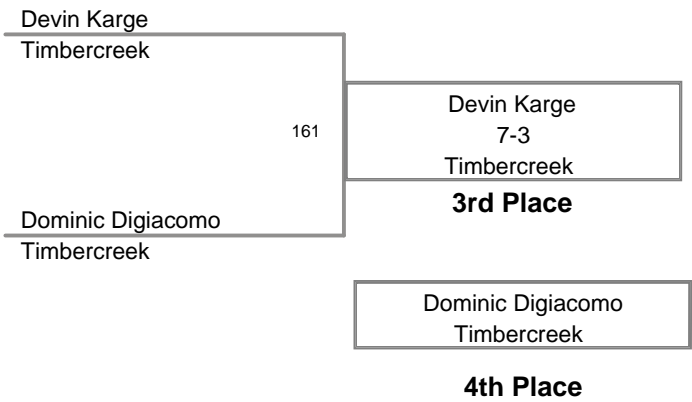 Devin Karge
Timbercreek
161
Devin Karge
7-3
Timbercreek
3rd Place
Dominic Digiacomo
Timbercreek
Dominic Digiacomo
Timbercreek
4th Place